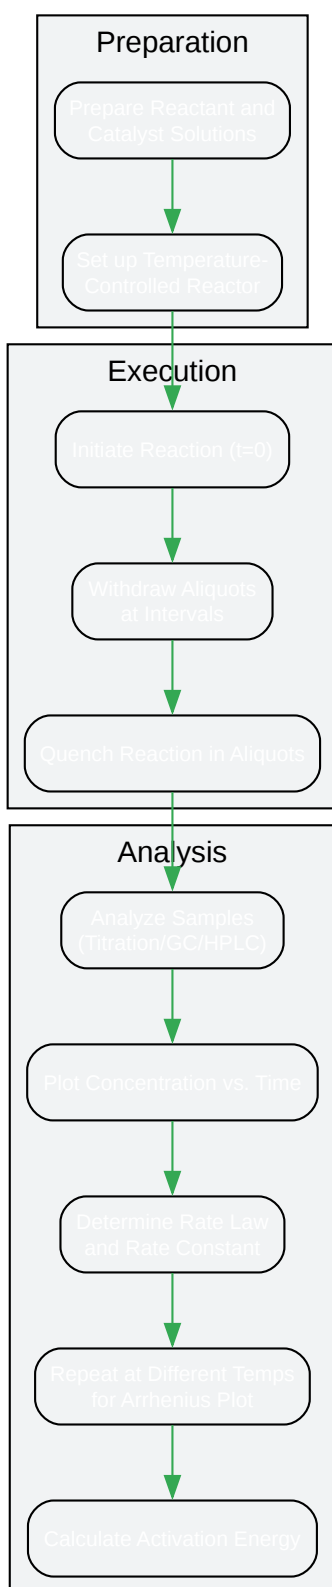 Preparation
Prepare Reactant and
Catalyst Solutions
Set up Temperature-
Controlled Reactor
Execution
Initiate Reaction (t=0)
Withdraw Aliquots
at Intervals
Quench Reaction in Aliquots
Analysis
Analyze Samples
(Titration/GC/HPLC)
Plot Concentration vs. Time
Determine Rate Law
and Rate Constant
Repeat at Different Temps
for Arrhenius Plot
Calculate Activation Energy